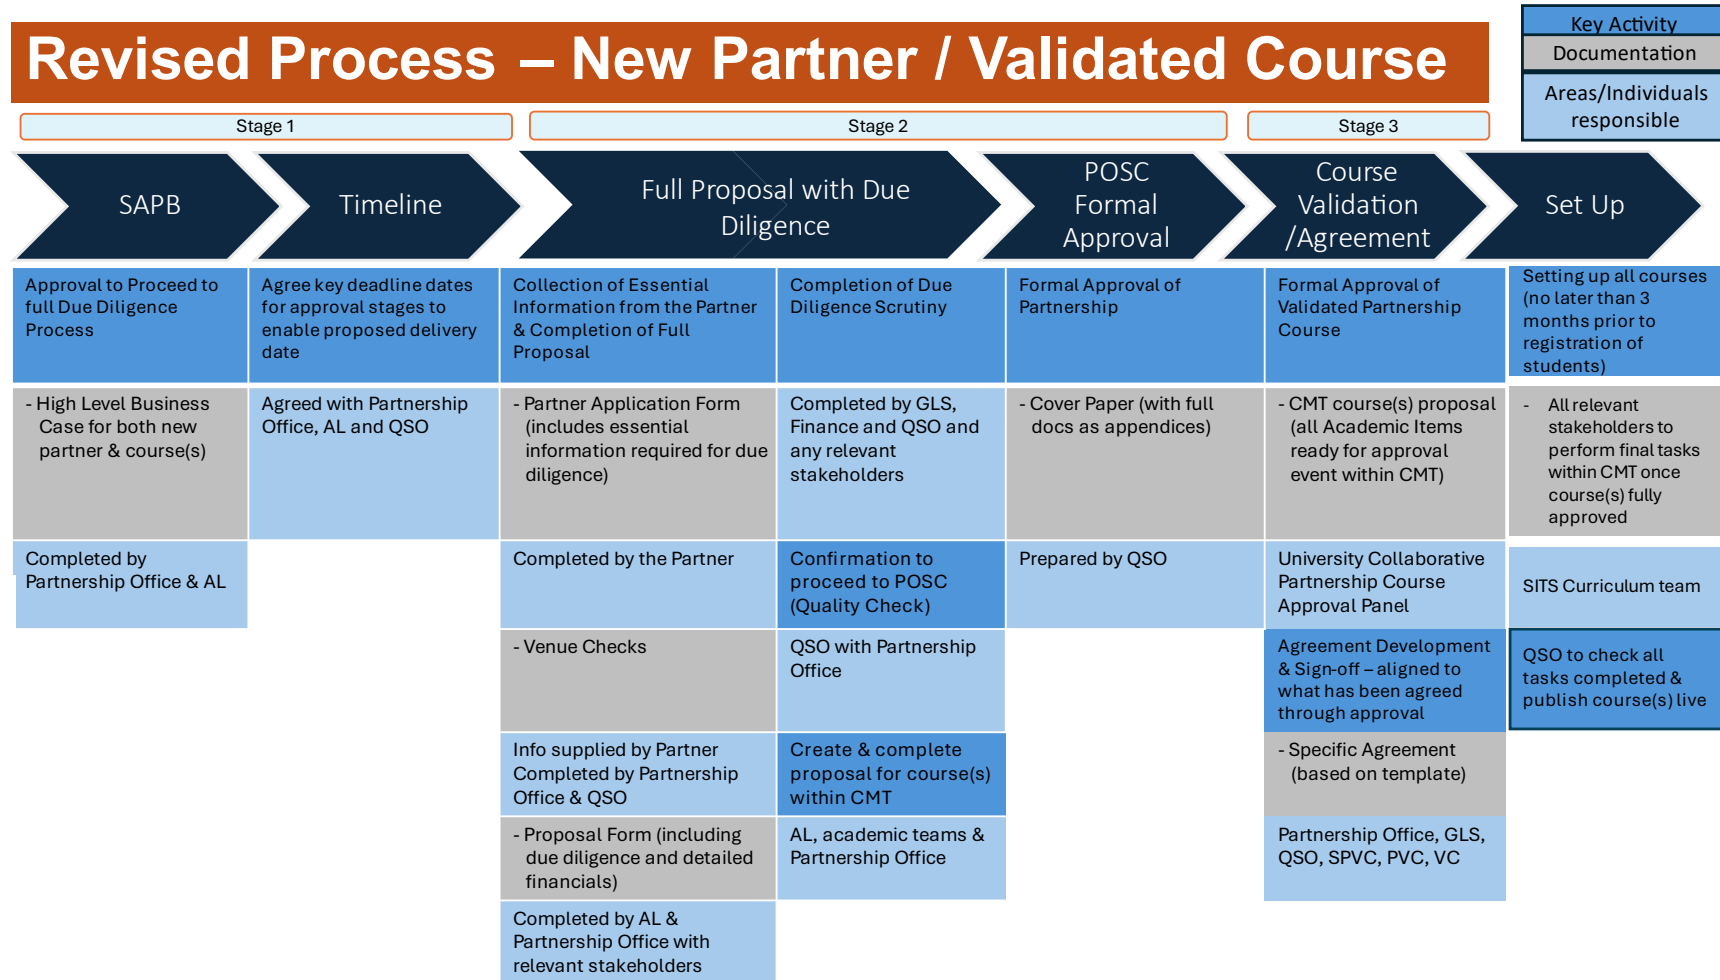 Revised Process – New Partner / Validated Course
Key Activity
Documentation
Areas/Individuals
responsible
Stage 1
Stage 2
Stage 3
SAPB
Timeline
Full Proposal with Due
Diligence
POSC
Formal
Approval
Course
Validation
/Agreement
Set Up
Approval to Proceed to
full Due Diligence
Process
Agree key deadline dates
for approval stages to
enable proposed delivery
date
Collection of Essential
Information from the Partner
& Completion of Full
Proposal
Completion of Due
Diligence Scrutiny
Formal Approval of
Partnership
Formal Approval of
Validated Partnership
Course
Setting up all courses
(no later than 3
months prior to
registration of
students)
- High Level Business
Case for both new
partner & course(s)
Agreed with Partnership
Office, AL and QSO
- Partner Application Form
(includes essential
information required for due
diligence)
Completed by GLS,
Finance and QSO and
any relevant
stakeholders
- Cover Paper (with full
docs as appendices)
- CMT course(s) proposal
(all Academic Items
ready for approval
event within CMT)
- All relevant
stakeholders to
perform final tasks
within CMT once
course(s) fully
approved
Completed by
Partnership Office & AL
Completed by the Partner
Confirmation to
proceed to POSC
(Quality Check)
Prepared by QSO
University Collaborative
Partnership Course
Approval Panel
SITS Curriculum team
- Venue Checks
QSO with Partnership
Office
Agreement Development
& Sign-off – aligned to
what has been agreed
through approval
QSO to check all
tasks completed &
publish course(s) live
Info supplied by Partner
Completed by Partnership
Office & QSO
Create & complete
proposal for course(s)
within CMT
- Specific Agreement
(based on template)
- Proposal Form (including
due diligence and detailed
financials)
AL, academic teams &
Partnership Office
Partnership Office, GLS,
QSO, SPVC, PVC, VC
Completed by AL &
Partnership Office with
relevant stakeholders